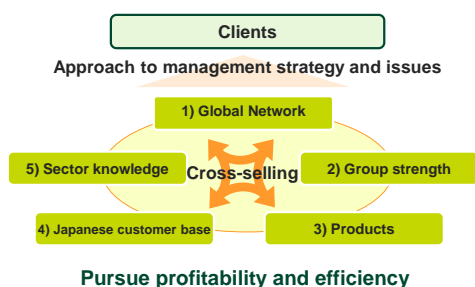 Clients
Approach to management strategy and issues
1) Global Network
5) Sector knowledge
Cross-selling
2) Group strength
4) Japanese customer base
3) Products
Pursue profitability and efficiency